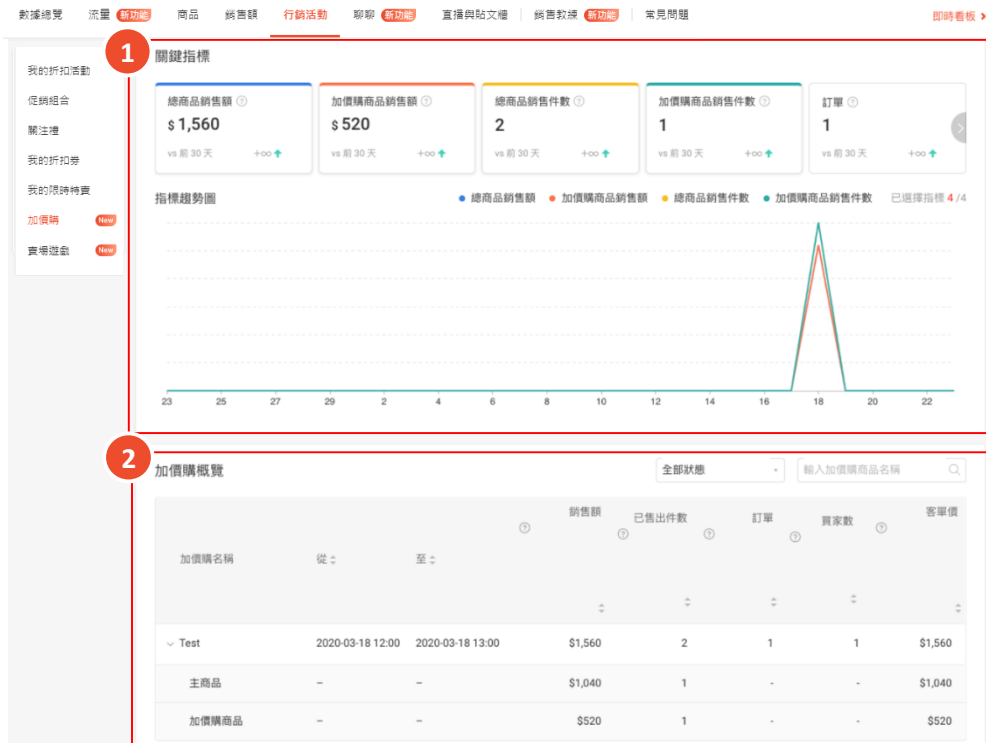 數據總覽 流量 新功能 商品 銷售額 行銷活動 聊聊 新功能 直播與貼文牆 銷售教練 新功能 常見問題 即時看板
我的折扣活動
促銷組合
關注禮
我的折扣券
我的限時特賣
加價購 New
賣場遊戲 New
1
關鍵指標
總商品銷售額 加價購商品銷售額 總商品銷售件數 加價購商品銷售件數 訂單
$ 1,560 $ 520 2 1 1
vs 前 30 天 +∞ vs 前 30 天 +∞ vs 前 30 天 +∞ vs 前 30 天 +∞ vs 前 30 天 +∞
指標趨勢圖 總商品銷售額 加價購商品銷售額 總商品銷售件數 加價購商品銷售件數 已選擇指標 4 /4
23 25 27 29 2 4 6 8 10 12 14 16 18 20 22
2
加價購概覽 全部狀態 輸入加價購商品名稱
加價購名稱 從 至 銷售額 已售出件數 訂單 買家數 客單價
Test 2020-03-18 12:00 2020-03-18 13:00 $1,560 2 1 1 $1,560
主商品 – – $1,040 1 - - $1,040
加價購商品 – – $520 1 - - $520